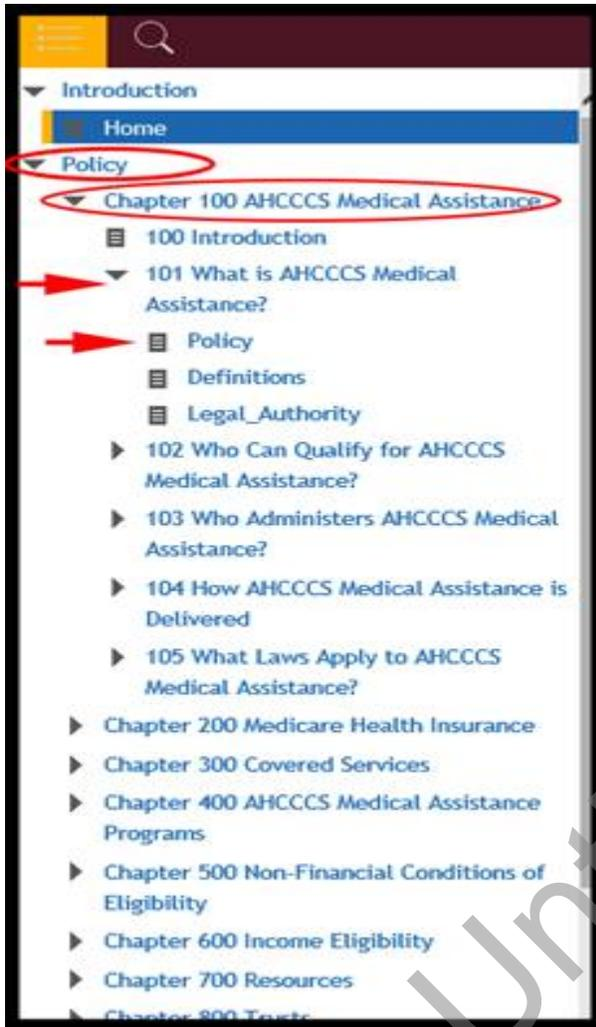 Introduction
Home
Policy
Chapter 100 AHCCCS Medical Assistance
100 Introduction
101 What is AHCCCS Medical
Assistance?
Policy
Definitions
Legal_Authority
102 Who Can Qualify for AHCCCS
Medical Assistance?
103 Who Administers AHCCCS Medical
Assistance?
104 How AHCCCS Medical Assistance is
Delivered
105 What Laws Apply to AHCCCS
Medical Assistance?
Chapter 200 Medicare Health Insurance
Chapter 300 Covered Services
Chapter 400 AHCCCS Medical Assistance
Programs
Chapter 500 Non-Financial Conditions of
Eligibility
Chapter 600 Income Eligibility
Chapter 700 Resources
Chapter 800 Trusts